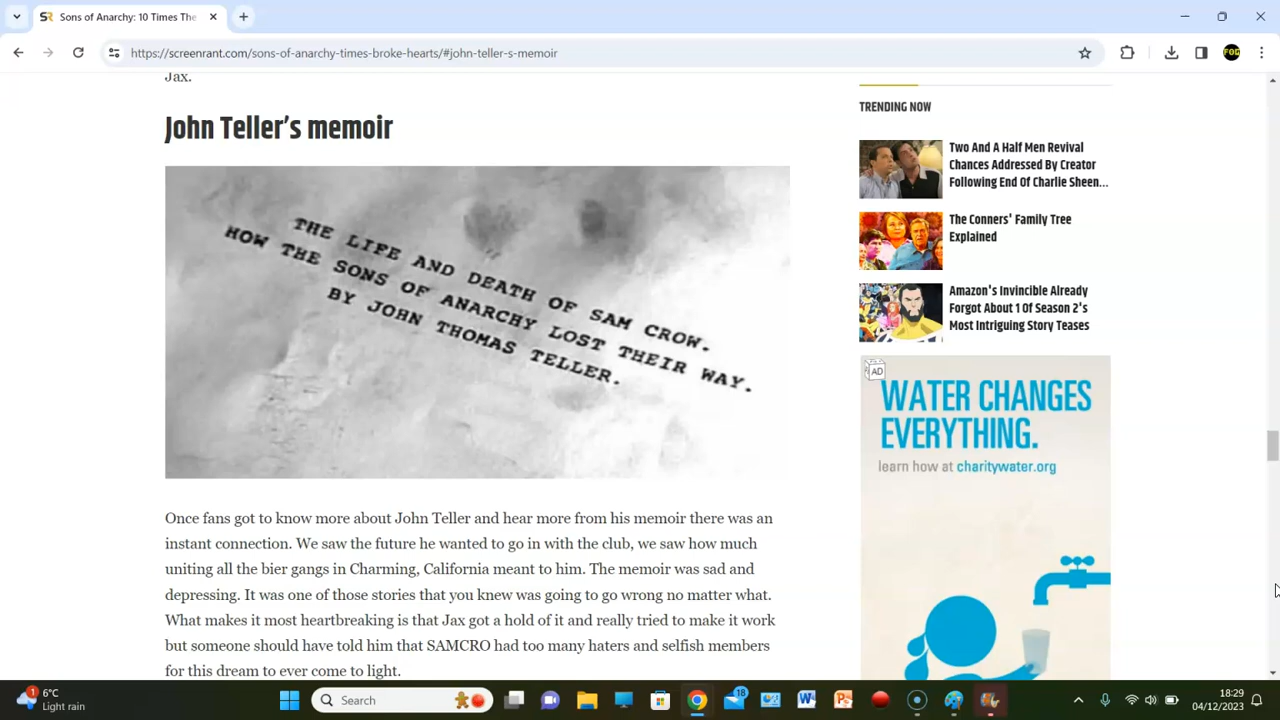 Sons of Anarchy: 10 Times The
https://screenrant.com/sons-of-anarchy-times-broke-hearts/#john-teller-s-memoir
Jax.
John Teller's memoir
THE LIFE AND DEATH OF SAM CROW.
HOW THE SONS OF ANARCHY LOST THEIR WAY.
BY JOHN THOMAS TELLER.
Once fans got to know more about John Teller and hear more from his memoir there was an
instant connection. We saw the future he wanted to go in with the club, we saw how much
uniting all the bier gangs in Charming, California meant to him. The memoir was sad and
depressing. It was one of those stories that you knew was going to go wrong no matter what.
What makes it most heartbreaking is that Jax got a hold of it and really tried to make it work
but someone should have told him that SAMCRO had too many haters and selfish members
for this dream to ever come to light.
TRENDING NOW
Two And A Half Men Revival
Chances Addressed By Creator
Following End Of Charlie Sheen...
The Conners' Family Tree
Explained
Amazon's Invincible Already
Forgot About 1 Of Season 2's
Most Intriguing Story Teases
AD
WATER CHANGES
EVERYTHING.
learn how at charitywater.org
1
6°C
Light rain
Search
18
18:29
04/12/2023